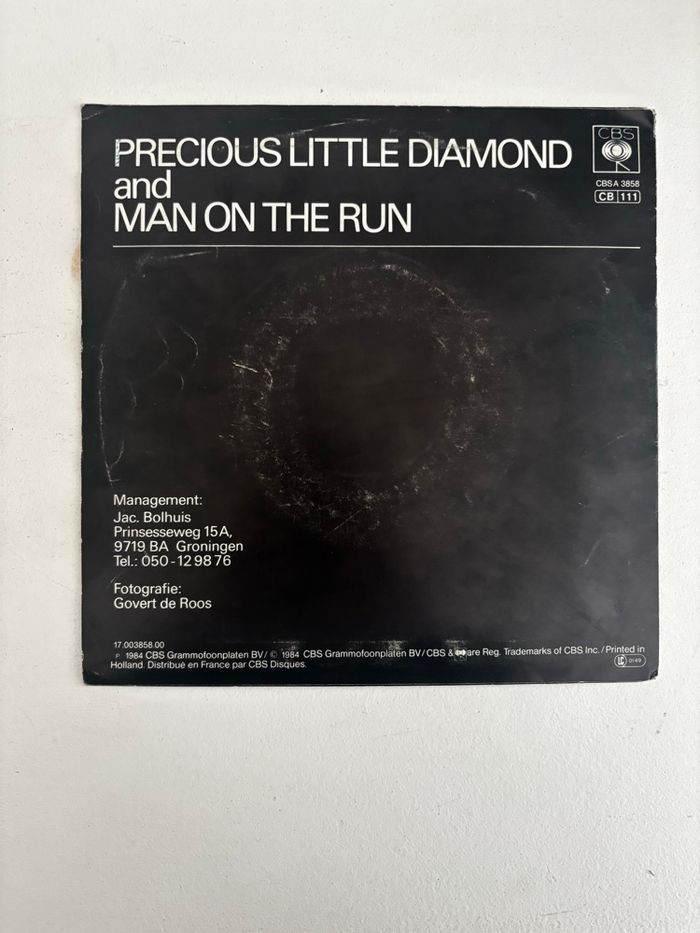 PRECIOUS LITTLE DIAMOND
and
MAN ON THE RUN
CBS
CBS A 3858
CB 111
Management:
Jac. Bolhuis
Prinsesseweg 15A,
9719 BA Groningen
Tel.: 050-12 98 76
Fotografie:
Govert de Roos
17.003858.00
℗ 1984 CBS Grammofoonplaten BV/ © 1984 CBS Grammofoonplaten BV/CBS & are Reg. Trademarks of CBS Inc./Printed in
Holland. Distribué en France par CBS Disques.
LC 0149